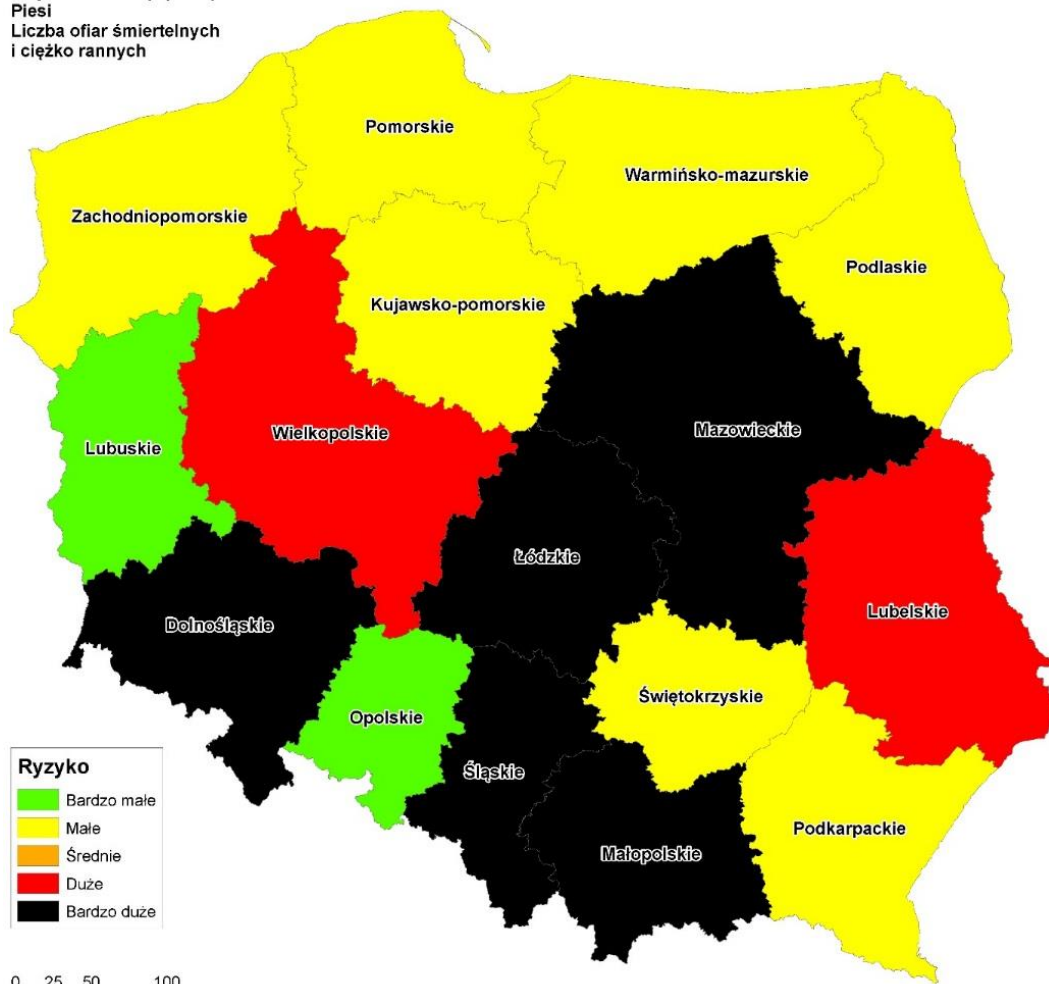 Piesi
Liczba ofiar śmiertelnych
i ciężko rannych
Pomorskie
Warmińsko-mazurskie
Zachodniopomorskie
Podlaskie
Kujawsko-pomorskie
Wielkopolskie
Mazowieckie
Lubuskie
Łódzkie
Lubelskie
Dolnośląskie
Świętokrzyskie
Opolskie
Śląskie
Podkarpackie
Małopolskie
Ryzyko
Bardzo małe
Małe
Średnie
Duże
Bardzo duże
0 25 50 100